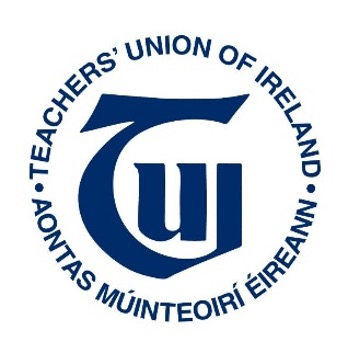 TEACHERS' UNION OF IRELAND
TUI
AONTAS MÚINTEOIRÍ ÉIREANN